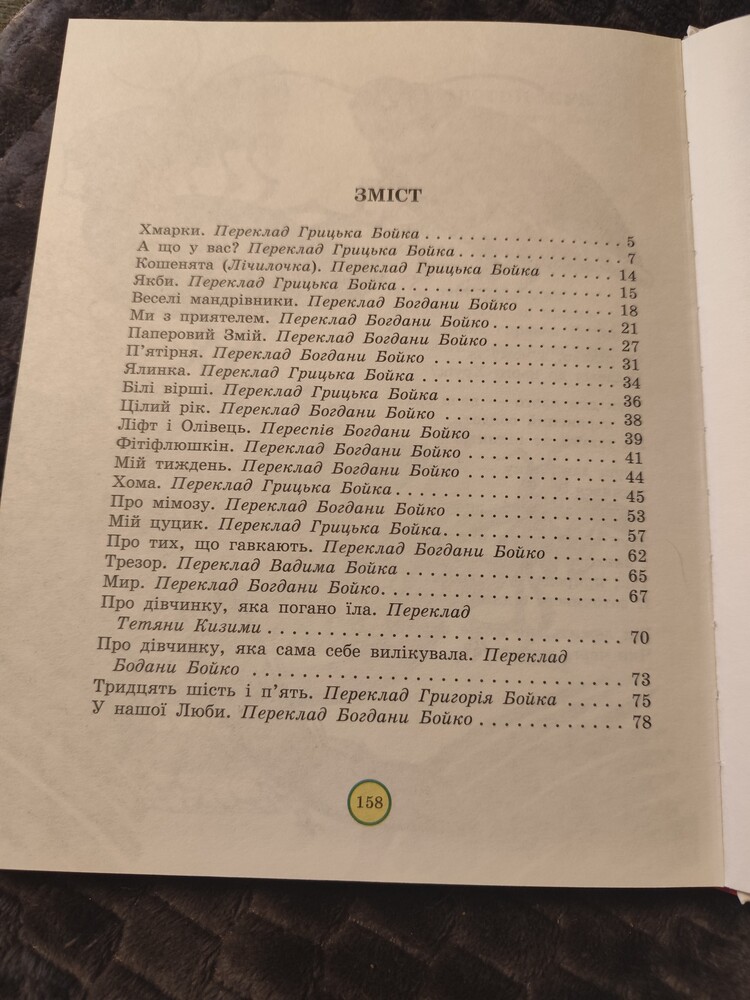 ЗМІСТ
Хмарки. Переклад Грицька Бойка . . . . . . . . . . . . . . . . . . . 5
А що у вас? Переклад Грицька Бойка . . . . . . . . . . . . . . . . 7
Кошенята (Лічилочка). Переклад Грицька Бойка . . . . . . . . 14
Якби. Переклад Грицька Бойка . . . . . . . . . . . . . . . . . . . . . 15
Веселі мандрівники. Переклад Богдани Бойко . . . . . . . . . . 18
Ми з приятелем. Переклад Богдани Бойко . . . . . . . . . . . . . 21
Паперовий Змій. Переклад Богдани Бойко . . . . . . . . . . . . . 27
П’ятірня. Переклад Богдани Бойко . . . . . . . . . . . . . . . . . . 31
Ялинка. Переклад Грицька Бойка . . . . . . . . . . . . . . . . . . . 34
Білі вірші. Переклад Грицька Бойка . . . . . . . . . . . . . . . . . 36
Цілий рік. Переклад Богдани Бойко . . . . . . . . . . . . . . . . . 38
Ліфт і Олівець. Переспів Богдани Бойко . . . . . . . . . . . . . . 39
Фітіфлюшкін. Переклад Богдани Бойко . . . . . . . . . . . . . . . 41
Мій тиждень. Переклад Богдани Бойко . . . . . . . . . . . . . . . 44
Хома. Переклад Грицька Бойка . . . . . . . . . . . . . . . . . . . . . 45
Про мімозу. Переклад Богдани Бойко . . . . . . . . . . . . . . . . 53
Мій цуцик. Переклад Грицька Бойка . . . . . . . . . . . . . . . . . 57
Про тих, що гавкають. Переклад Богдани Бойко . . . . . . . . 62
Трезор. Переклад Вадима Бойка . . . . . . . . . . . . . . . . . . . . 65
Мир. Переклад Богдани Бойко . . . . . . . . . . . . . . . . . . . . . . 67
Про дівчинку, яка погано їла. Переклад
Тетяни Кизими . . . . . . . . . . . . . . . . . . . . . . . . . . . . . . 70
Про дівчинку, яка сама себе вилікувала. Переклад
Бодани Бойко . . . . . . . . . . . . . . . . . . . . . . . . . . . . . . . 73
Тридцять шість і п’ять. Переклад Григорія Бойка . . . . . 75
У нашої Люби. Переклад Богдани Бойко . . . . . . . . . . . . . . 78
158